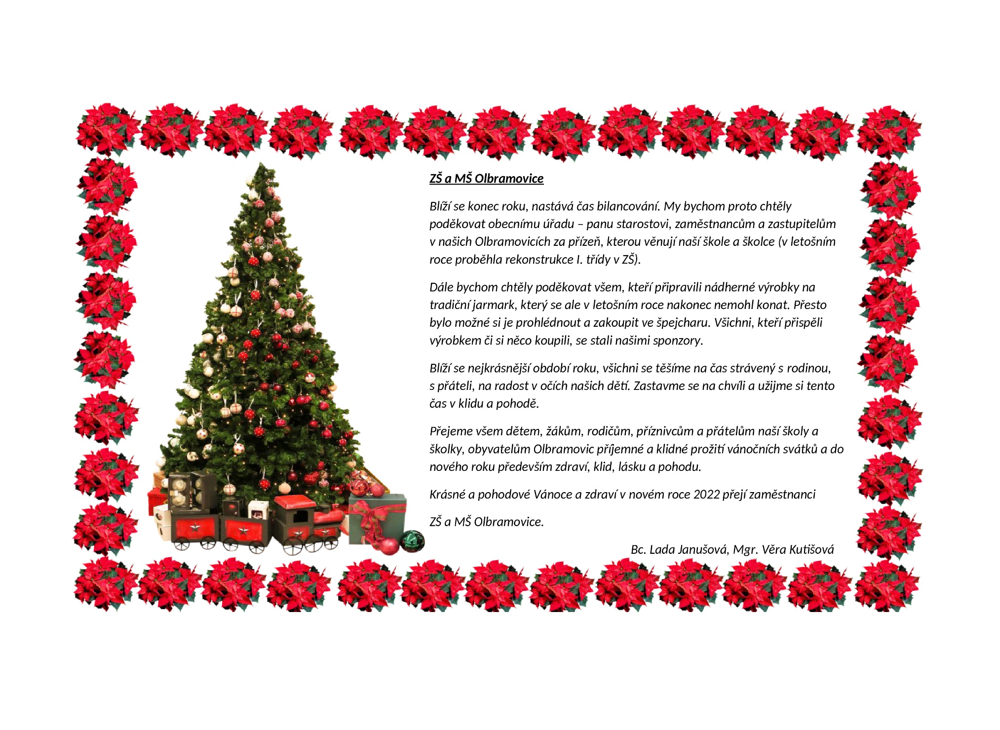 ZŠ a MŠ Olbramovice
Blíží se konec roku, nastává čas bilancování. My bychom proto chtěly
poděkovat obecnímu úřadu – panu starostovi, zaměstnancům a zastupitelům
v našich Olbramovicích za přízeň, kterou věnují naší škole a školce (v letošním
roce proběhla rekonstrukce I. třídy v ZŠ).
Dále bychom chtěly poděkovat všem, kteří připravili nádherné výrobky na
tradiční jarmark, který se ale v letošním roce nakonec nemohl konat. Přesto
bylo možné si je prohlédnout a zakoupit ve špejcharu. Všichni, kteří přispěli
výrobkem či si něco koupili, se stali našimi sponzory.
Blíží se nejkrásnější období roku, všichni se těšíme na čas strávený s rodinou,
s přáteli, na radost v očích našich dětí. Zastavme se na chvíli a užijme si tento
čas v klidu a pohodě.
Přejeme všem dětem, žákům, rodičům, příznivcům a přátelům naší školy a
školky, obyvatelům Olbramovic příjemné a klidné prožití vánočních svátků a do
nového roku především zdraví, klid, lásku a pohodu.
Krásné a pohodové Vánoce a zdraví v novém roce 2022 přejí zaměstnanci
ZŠ a MŠ Olbramovice.
Bc. Lada Janušová, Mgr. Věra Kutišová